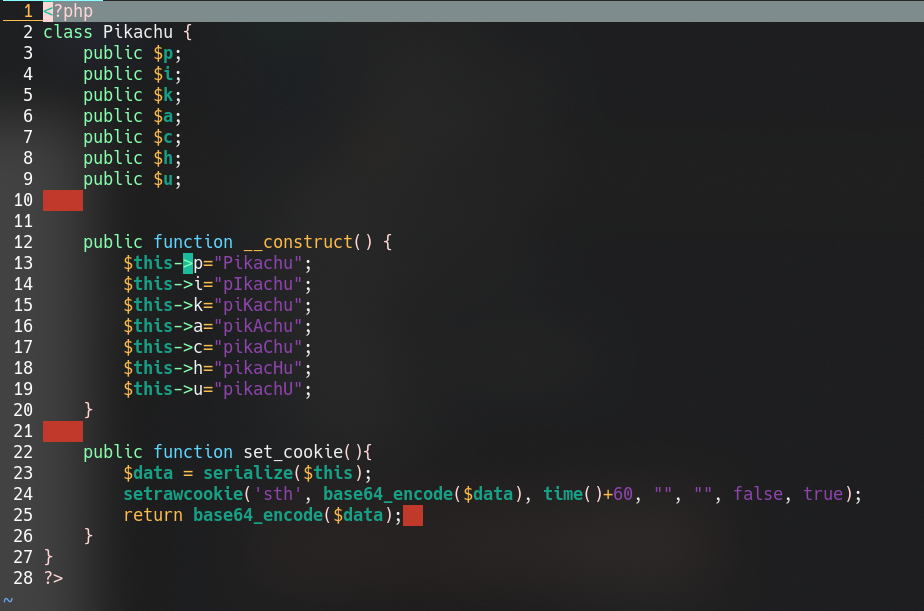 1 <?php
2 class Pikachu {
3     public $p;
4     public $i;
5     public $k;
6     public $a;
7     public $c;
8     public $h;
9     public $u;
10
11
12     public function __construct() {
13         $this->p="Pikachu";
14         $this->i="pIkachu";
15         $this->k="piKachu";
16         $this->a="pikAchu";
17         $this->c="pikaChu";
18         $this->h="pikacHu";
19         $this->u="pikachU";
20     }
21
22     public function set_cookie(){
23         $data = serialize($this);
24         setrawcookie('sth', base64_encode($data), time()+60, "", "", false, true);
25         return base64_encode($data);
26     }
27 }
28 ?>
~